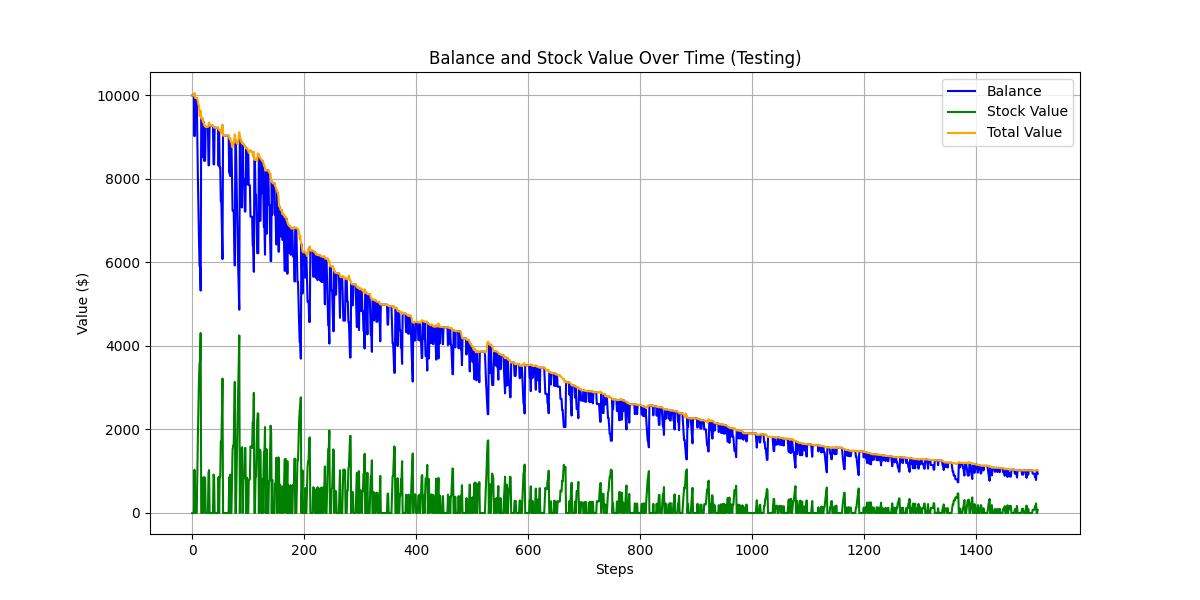 Balance and Stock Value Over Time (Testing)
Balance
Stock Value
Total Value
Value ($)
10000
8000
6000
4000
2000
0
0 200 400 600 800 1000 1200 1400
Steps